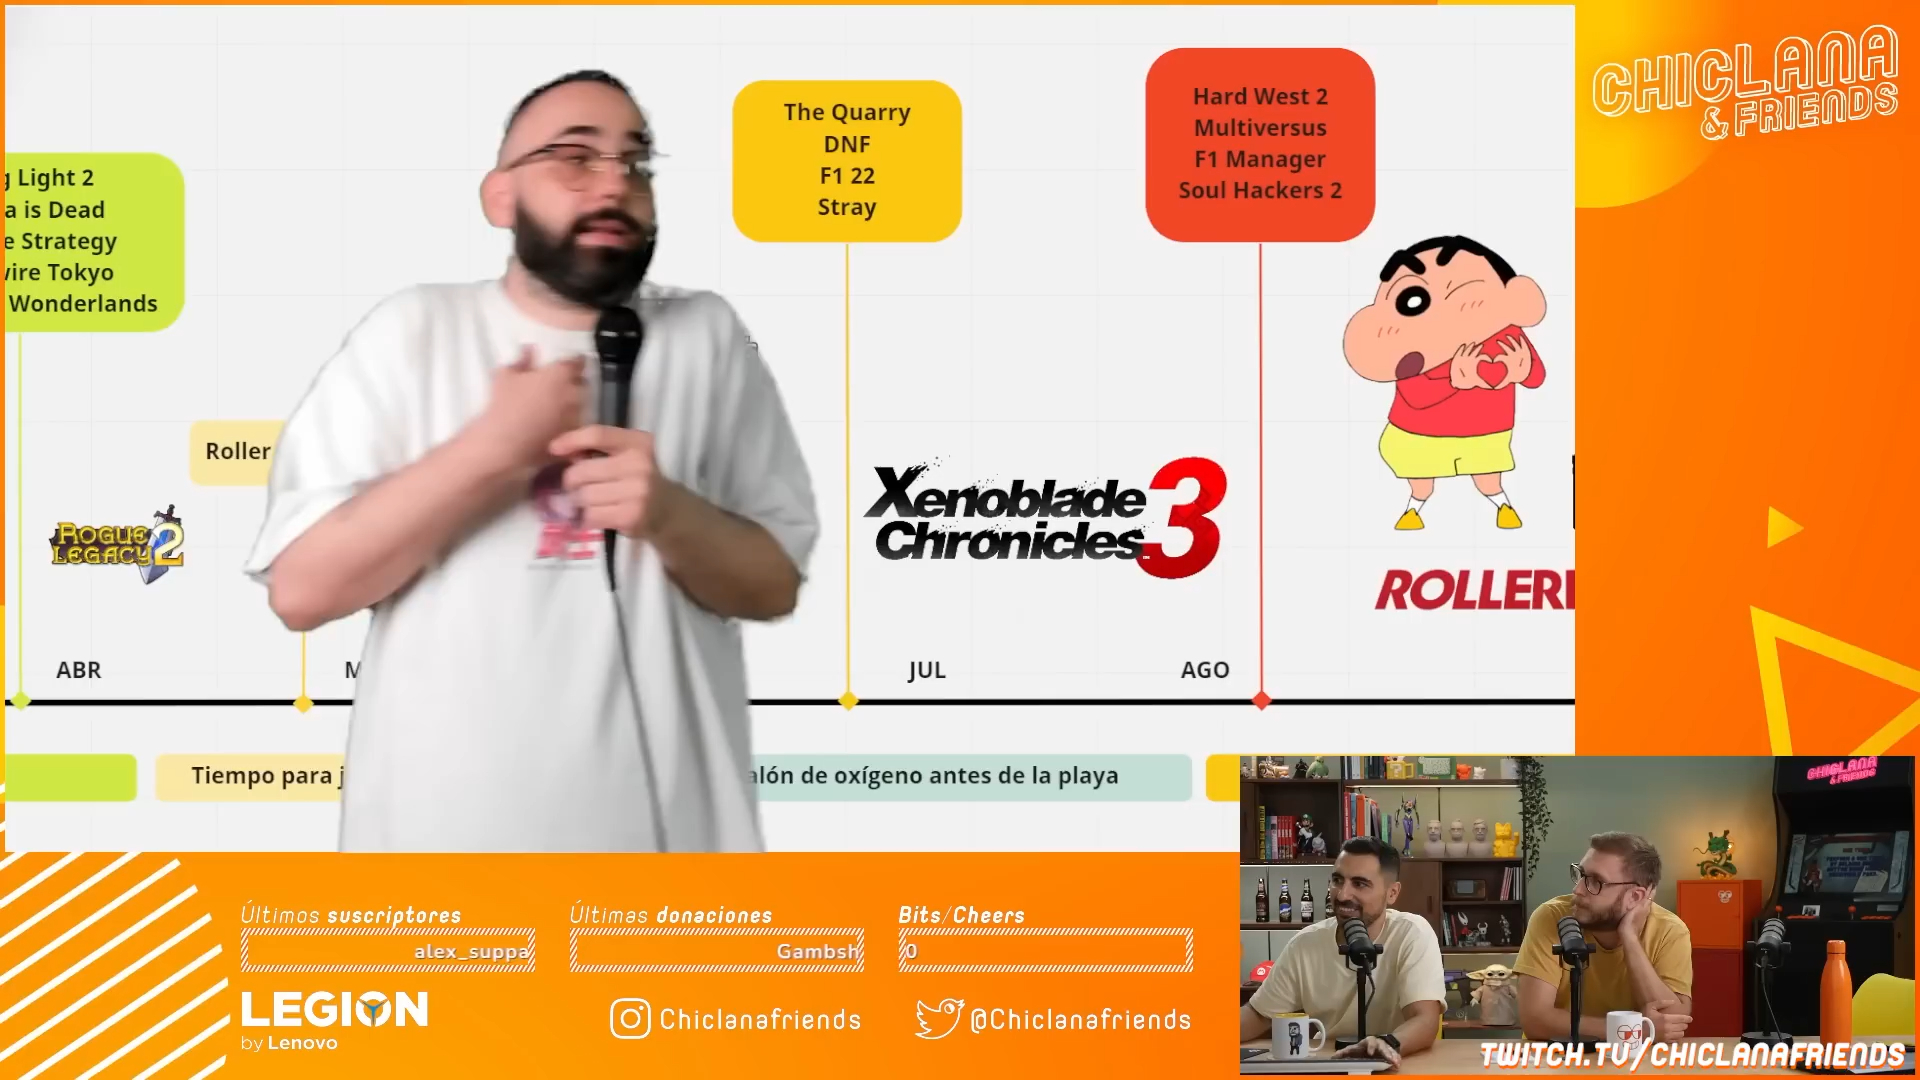 CHICLANA
& FRIENDS
g Light 2
a is Dead
e Strategy
wire Tokyo
Wonderlands
The Quarry
DNF
F1 22
Stray
Hard West 2
Multiversus
F1 Manager
Soul Hackers 2
Roller
ROGUE
LEGACY 2
Xenoblade
Chronicles 3
ROLLER
ABR
M
JUL
AGO
Tiempo para j
alón de oxígeno antes de la playa
CHICLANA
& FRIENDS
Últimos suscriptores
alex_suppa
Últimas donaciones
Gambsh
Bits/Cheers
0
LEGION
by Lenovo
Chiclanafriends
@Chiclanafriends
TWITCH.TV/CHICLANAFRIENDS